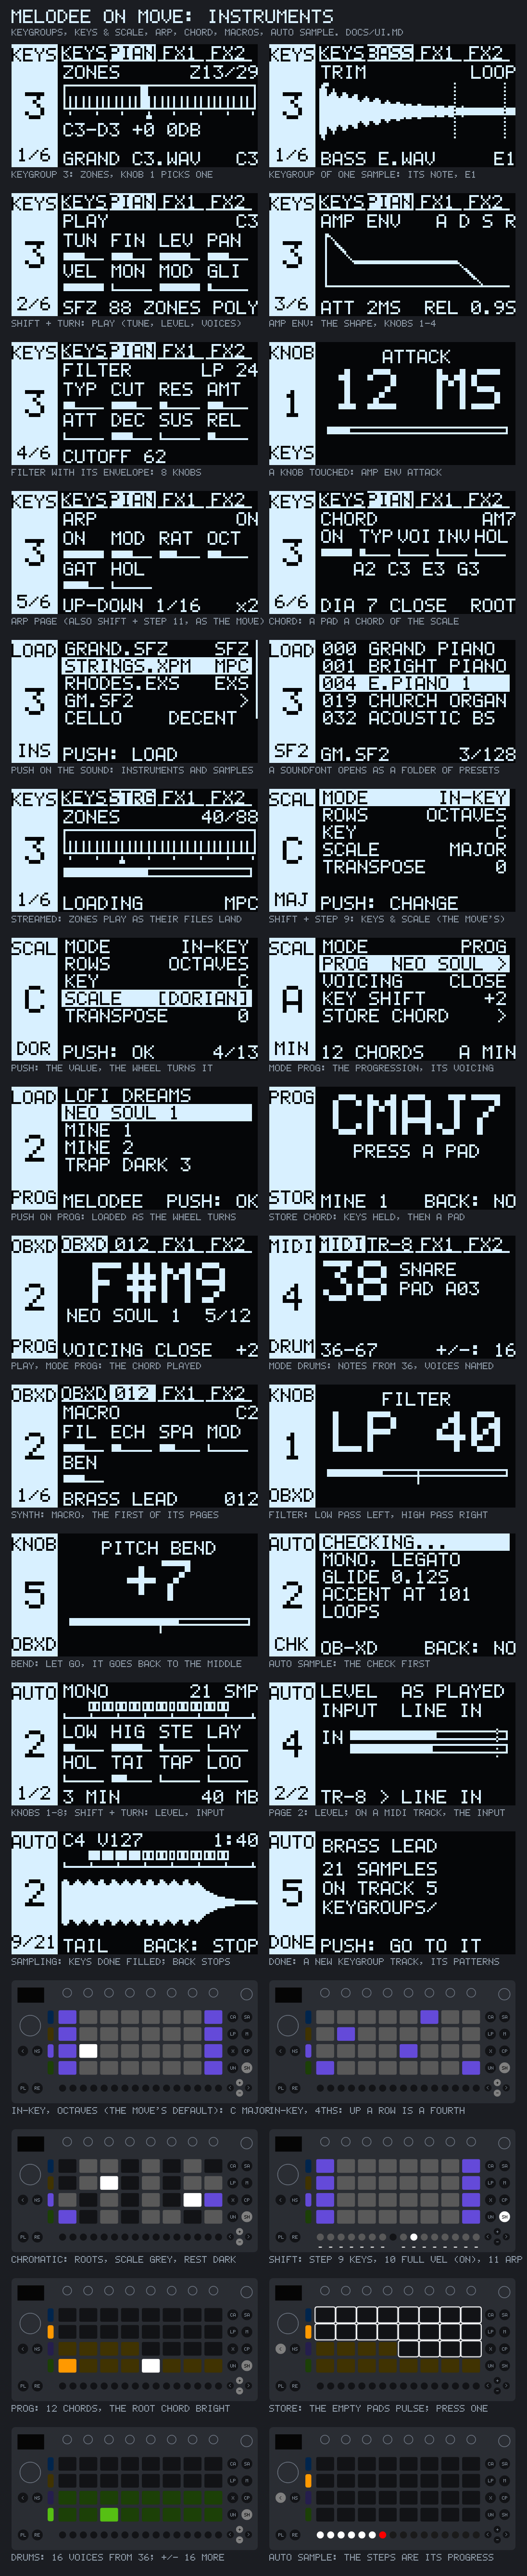 MELODEE ON MOVE: INSTRUMENTS
KEYGROUPS, KEYS & SCALE, ARP, CHORD, MACROS, AUTO SAMPLE. DOCS/UI.MD
KEYS
3
1/6
KEYS PIAN FX1 FX2
ZONES Z13/29
C3-D3 +0 0DB
GRAND C3.WAV C3
KEYGROUP 3: ZONES, KNOB 1 PICKS ONE
KEYS
3
1/6
KEYS BASS FX1 FX2
TRIM LOOP
BASS E.WAV E1
KEYGROUP OF ONE SAMPLE: ITS NOTE, E1
KEYS
3
2/6
KEYS PIAN FX1 FX2
PLAY C3
TUN FIN LEV PAN
VEL MON MOD GLI
SFZ 88 ZONES POLY
SHIFT + TURN: PLAY (TUNE, LEVEL, VOICES)
KEYS
3
3/6
AMP ENV A D S R
ATT 2MS REL 0.9S
AMP ENV: THE SHAPE, KNOBS 1-4
KEYS
3
4/6
KEYS PIAN FX1 FX2
FILTER LP 24
TYP CUT RES AMT
ATT DEC SUS REL
CUTOFF 62
FILTER WITH ITS ENVELOPE: 8 KNOBS
KNOB
1
KEYS
ATTACK
12 MS
A KNOB TOUCHED: AMP ENV ATTACK
KEYS
3
5/6
KEYS PIAN FX1 FX2
ARP ON
ON MOD RAT OCT
GAT HOL
UP-DOWN 1/16 x2
ARP PAGE (ALSO SHIFT + STEP 11, AS THE MOVE)
KEYS
3
6/6
KEYS PIAN FX1 FX2
CHORD AM7
ON TYP VOI INV HOL
A2 C3 E3 G3
DIA 7 CLOSE ROOT
CHORD: A PAD A CHORD OF THE SCALE
LOAD
3
INS
GRAND.SFZ SFZ
STRINGS.XPM MPC
RHODES.EXS EXS
GM.SF2 >
CELLO DECENT
PUSH: LOAD
PUSH ON THE SOUND: INSTRUMENTS AND SAMPLES
LOAD
3
SF2
000 GRAND PIANO
001 BRIGHT PIANO
004 E.PIANO 1
019 CHURCH ORGAN
032 ACOUSTIC BS
GM.SF2 3/128
A SOUNDFONT OPENS AS A FOLDER OF PRESETS
KEYS
3
1/6
KEYS STRG FX1 FX2
ZONES 40/88
LOADING MPC
STREAMED: ZONES PLAY AS THEIR FILES LAND
SCAL
C
MAJ
MODE IN-KEY
ROWS OCTAVES
KEY C
SCALE MAJOR
TRANSPOSE 0
PUSH: CHANGE
SHIFT + STEP 9: KEYS & SCALE (THE MOVE'S)
SCAL
C
DOR
MODE IN-KEY
ROWS OCTAVES
KEY C
SCALE [DORIAN]
TRANSPOSE 0
PUSH: OK 4/13
PUSH: THE VALUE, THE WHEEL TURNS IT
SCAL
A
MIN
MODE PROG
PROG NEO SOUL >
VOICING CLOSE
KEY SHIFT +2
STORE CHORD >
12 CHORDS A MIN
MODE PROG: THE PROGRESSION, ITS VOICING
LOAD
2
PROG
LOFI DREAMS
NEO SOUL 1
MINE 1
MINE 2
TRAP DARK 3
MELODEE PUSH: OK
PUSH ON PROG: LOADED AS THE WHEEL TURNS
PROG
STOR
CMAJ7
PRESS A PAD
MINE 1 BACK: NO
STORE CHORD: KEYS HELD, THEN A PAD
OBXD
2
PROG
OBXD 012 FX1 FX2
F#M9
NEO SOUL 1 5/12
VOICING CLOSE +2
PLAY, MODE PROG: THE CHORD PLAYED
MIDI
4
DRUM
MIDI TR-8 FX1 FX2
38 SNARE
PAD A03
36-67 +/-: 16
MODE DRUMS: NOTES FROM 36, VOICES NAMED
OBXD
2
1/6
OBXD 012 FX1 FX2
MACRO C2
FIL ECH SPA MOD
BEN
BRASS LEAD 012
SYNTH: MACRO, THE FIRST OF ITS PAGES
KNOB
1
OBXD
FILTER
LP 40
FILTER: LOW PASS LEFT, HIGH PASS RIGHT
KNOB
5
OBXD
PITCH BEND
+7
BEND: LET GO, IT GOES BACK TO THE MIDDLE
AUTO
2
CHK
CHECKING...
MONO, LEGATO
GLIDE 0.12S
ACCENT AT 101
LOOPS
OB-XD BACK: NO
AUTO SAMPLE: THE CHECK FIRST
AUTO
2
1/2
MONO 21 SMP
LOW HIG STE LAY
HOL TAI TAP LOO
3 MIN 40 MB
KNOBS 1-8; SHIFT + TURN: LEVEL, INPUT
AUTO
4
2/2
LEVEL AS PLAYED
INPUT LINE IN
IN
TR-8 > LINE IN
PAGE 2: LEVEL; ON A MIDI TRACK, THE INPUT
AUTO
2
9/21
C4 V127 1:40
TAIL BACK: STOP
SAMPLING: KEYS DONE FILLED; BACK STOPS
AUTO
5
DONE
BRASS LEAD
21 SAMPLES
ON TRACK 5
KEYGROUPS/
PUSH: GO TO IT
DONE: A NEW KEYGROUP TRACK, ITS PATTERNS
IN-KEY, OCTAVES (THE MOVE'S DEFAULT): C MAJOR
IN-KEY, 4THS: UP A ROW IS A FOURTH
CHROMATIC: ROOTS, SCALE GREY, REST DARK
SHIFT: STEP 9 KEYS, 10 FULL VEL (ON), 11 ARP
PROG: 12 CHORDS, THE ROOT CHORD BRIGHT
STORE: THE EMPTY PADS PULSE; PRESS ONE
DRUMS: 16 VOICES FROM 36; +/- 16 MORE
AUTO SAMPLE: THE STEPS ARE ITS PROGRESS